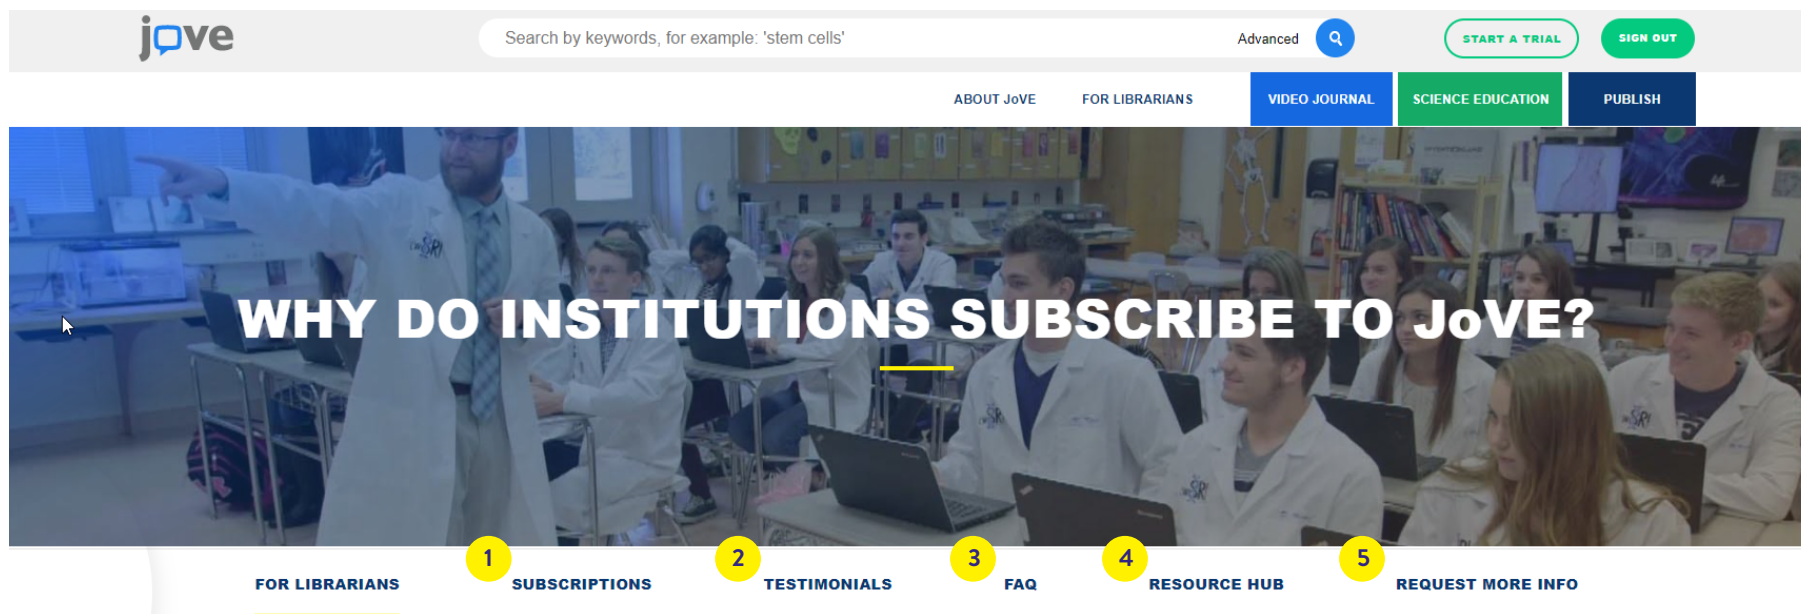 jove
Search by keywords, for example: 'stem cells'
Advanced
START A TRIAL
SIGN OUT
ABOUT JoVE
FOR LIBRARIANS
VIDEO JOURNAL
SCIENCE EDUCATION
PUBLISH
WHY DO INSTITUTIONS SUBSCRIBE TO JoVE?
1
2
3
4
5
FOR LIBRARIANS
SUBSCRIPTIONS
TESTIMONIALS
FAQ
RESOURCE HUB
REQUEST MORE INFO